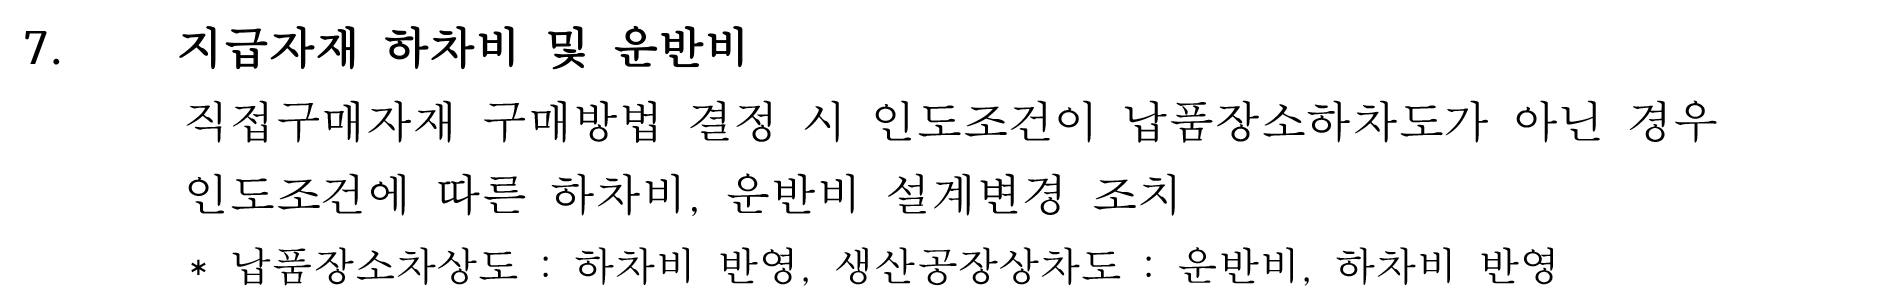 7. 지급자재 하차비 및 운반비
직접구매자재 구매방법 결정 시 인도조건이 납품장소하차도가 아닌 경우
인도조건에 따른 하차비, 운반비 설계변경 조치
* 납품장소차상도 : 하차비 반영, 생산공장상차도 : 운반비, 하차비 반영